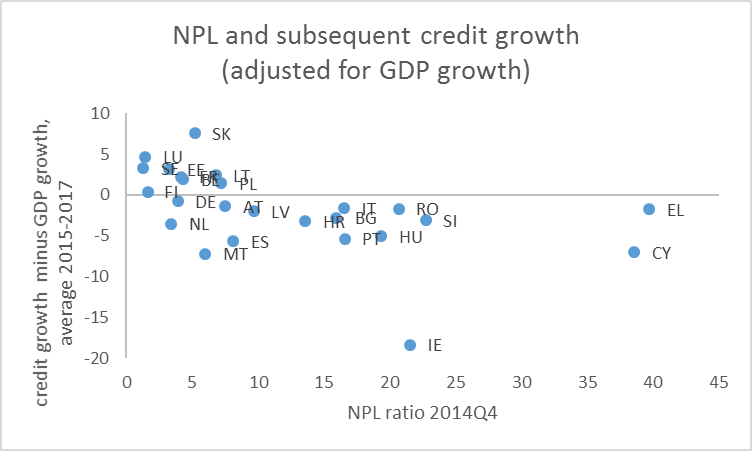 NPL and subsequent credit growth
(adjusted for GDP growth)
credit growth minus GDP growth,
average 2015-2017
10
5
0
-5
-10
-15
-20
SK
LU
SE
EE
FR
BE
LT
PL
FI
DE
AT
LV
NL
ES
MT
HR
IT
BG
PT
RO
HU
SI
IE
EL
CY
0 5 10 15 20 25 30 35 40 45
NPL ratio 2014Q4